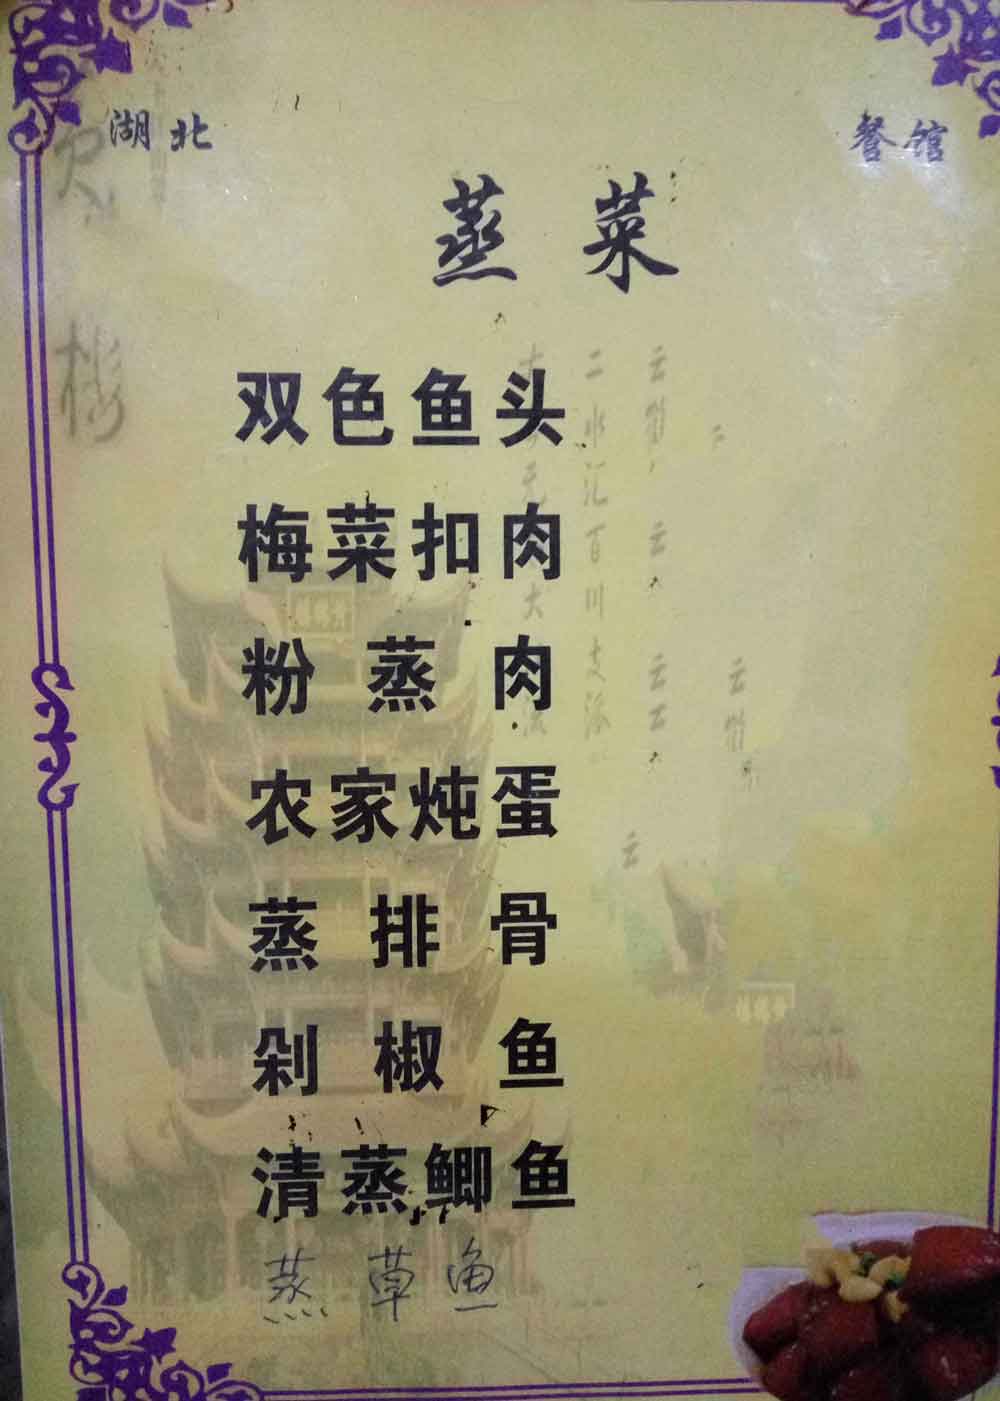 湖北 餐馆
蒸菜
双色鱼头
梅菜扣肉
粉蒸肉
农家炖蛋
蒸排骨
剁椒鱼
清蒸鲫鱼
蒸草鱼